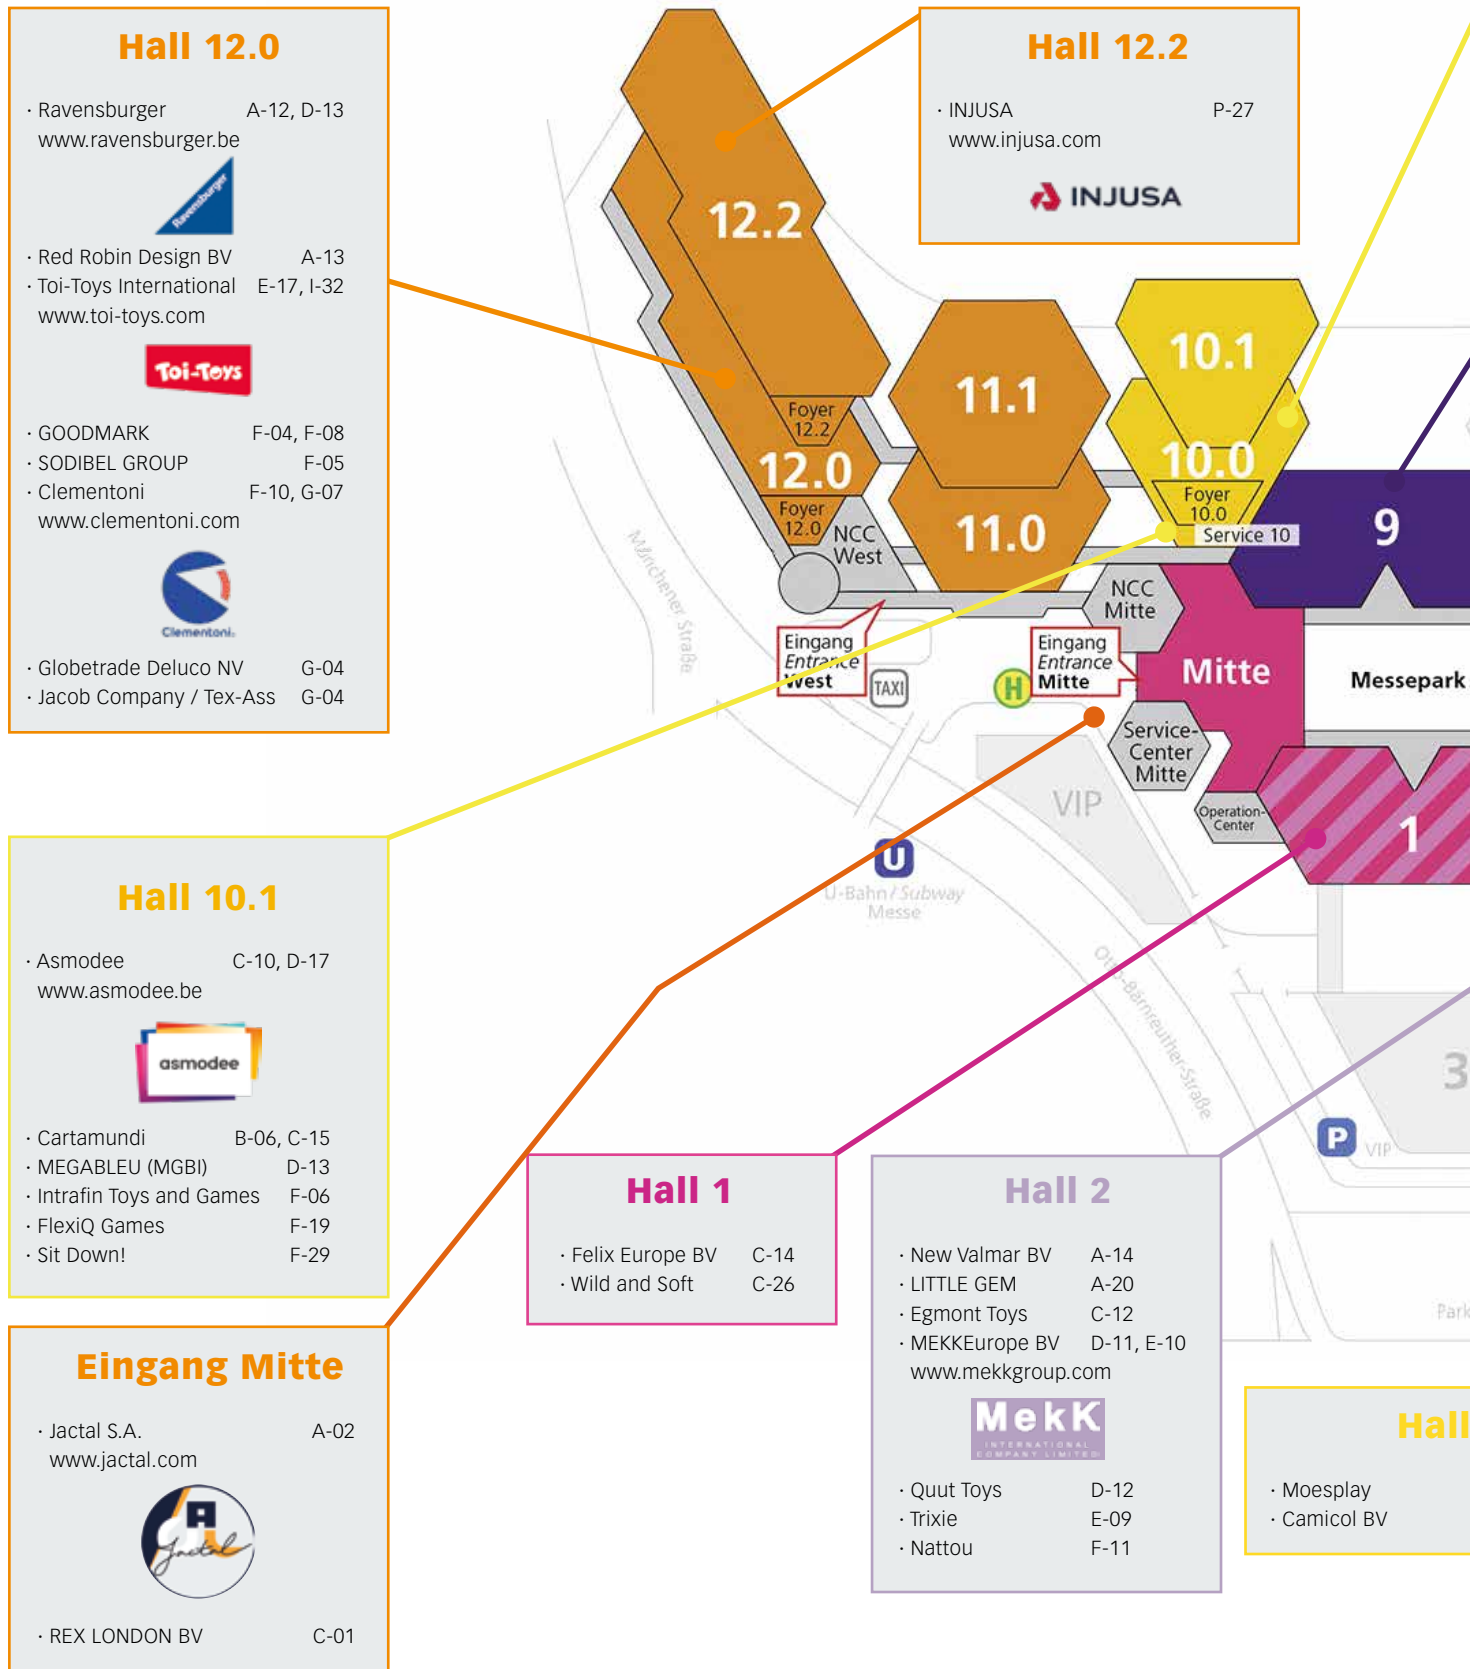 Hall 12.0
· Ravensburger A-12, D-13
www.ravensburger.be
Ravensburger
· Red Robin Design BV A-13
· Toi-Toys International E-17, I-32
www.toi-toys.com
Toi-Toys
· GOODMARK F-04, F-08
· SODIBEL GROUP F-05
· Clementoni F-10, G-07
www.clementoni.com
Clementoni.
· Globetrade Deluco NV G-04
· Jacob Company / Tex-Ass G-04
Hall 12.2
· INJUSA P-27
www.injusa.com
INJUSA
12.2
Foyer
12.2
12.0
Foyer
12.0
NCC
West
11.1
11.0
10.1
10.0
Foyer
10.0
Service 10
9
NCC
Mitte
Eingang
Entrance
West
TAXI
H
Eingang
Entrance
Mitte
Mitte
Messepark
Service-
Center
Mitte
Operation-
Center
1
VIP
Münchener Straße
U
U-Bahn / Subway
Messe
Otto-Bärnreuther-Straße
3
P
VIP
Park
Hall 10.1
· Asmodee C-10, D-17
www.asmodee.be
asmodee
· Cartamundi B-06, C-15
· MEGABLEU (MGBI) D-13
· Intrafin Toys and Games F-06
· FlexiQ Games F-19
· Sit Down! F-29
Eingang Mitte
· Jactal S.A. A-02
www.jactal.com
Jactal
· REX LONDON BV C-01
Hall 1
· Felix Europe BV C-14
· Wild and Soft C-26
Hall 2
· New Valmar BV A-14
· LITTLE GEM A-20
· Egmont Toys C-12
· MEKKEurope BV D-11, E-10
www.mekkgroup.com
MekK
INTERNATIONAL
COMPANY LIMITED
· Quut Toys D-12
· Trixie E-09
· Nattou F-11
Hall
· Moesplay
· Camicol BV